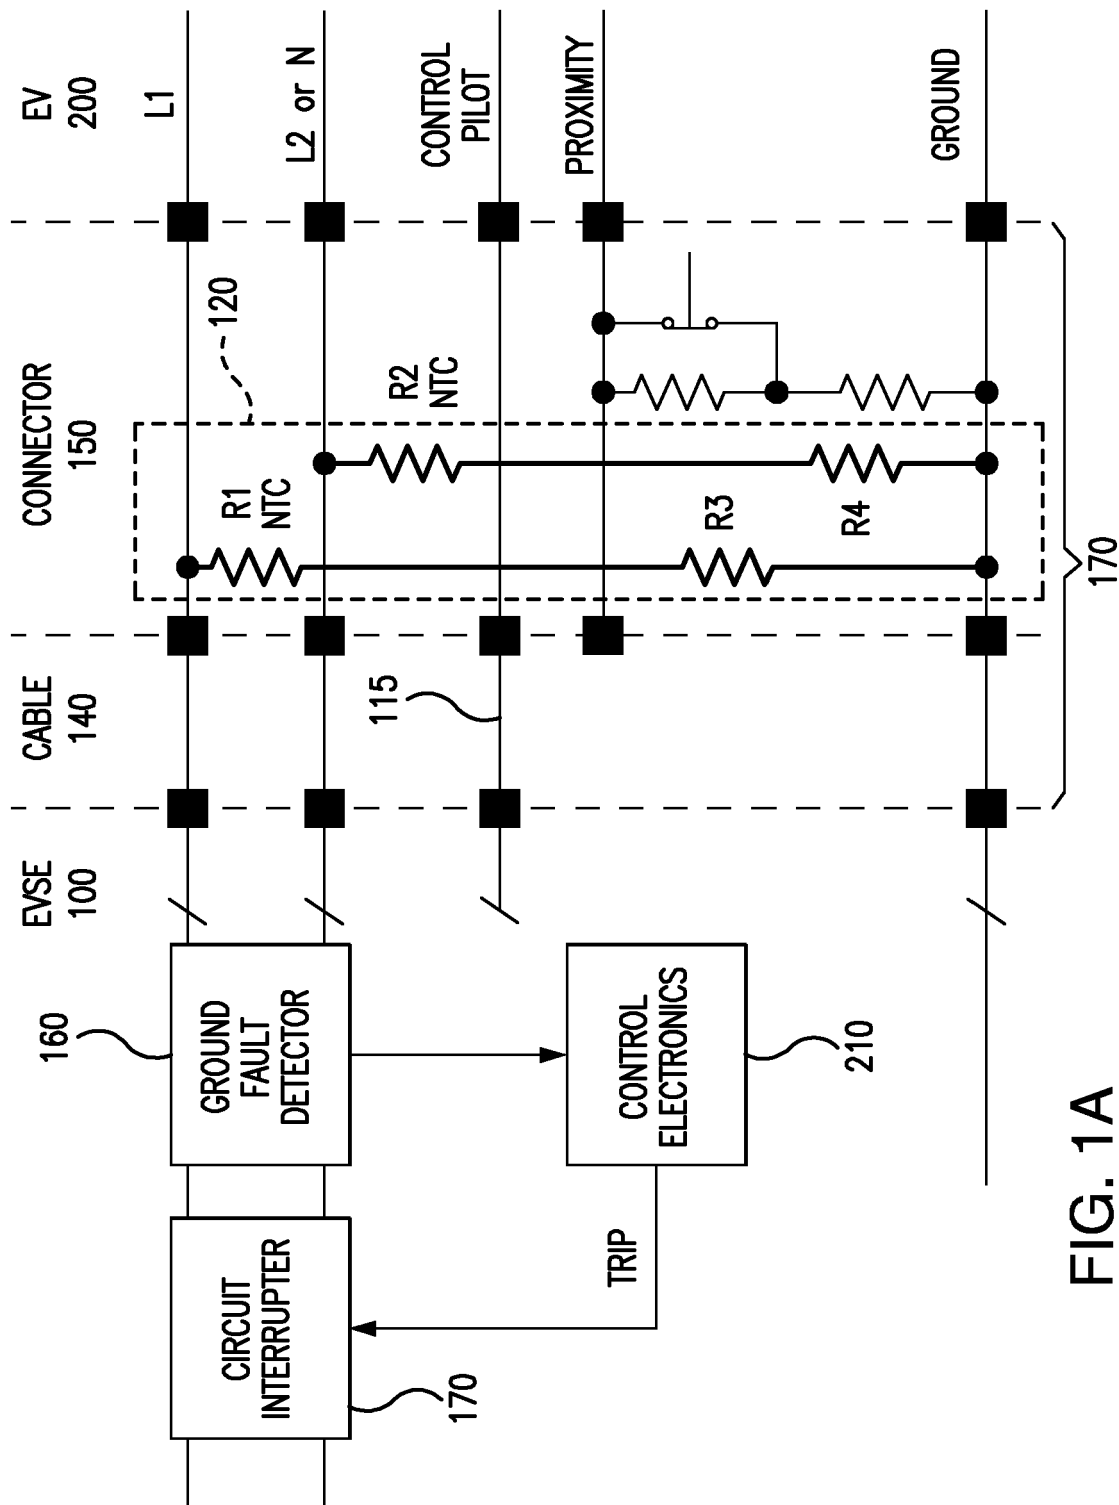 EVSE
100
CABLE
140
CONNECTOR
150
EV
200
160
120
L1
R1
NTC
L2 or N
R2
NTC
115
CONTROL
PILOT
PROXIMITY
R3
R4
GROUND
170
CIRCUIT
INTERRUPTER
170
GROUND
FAULT
DETECTOR
CONTROL
ELECTRONICS
210
TRIP
FIG. 1A